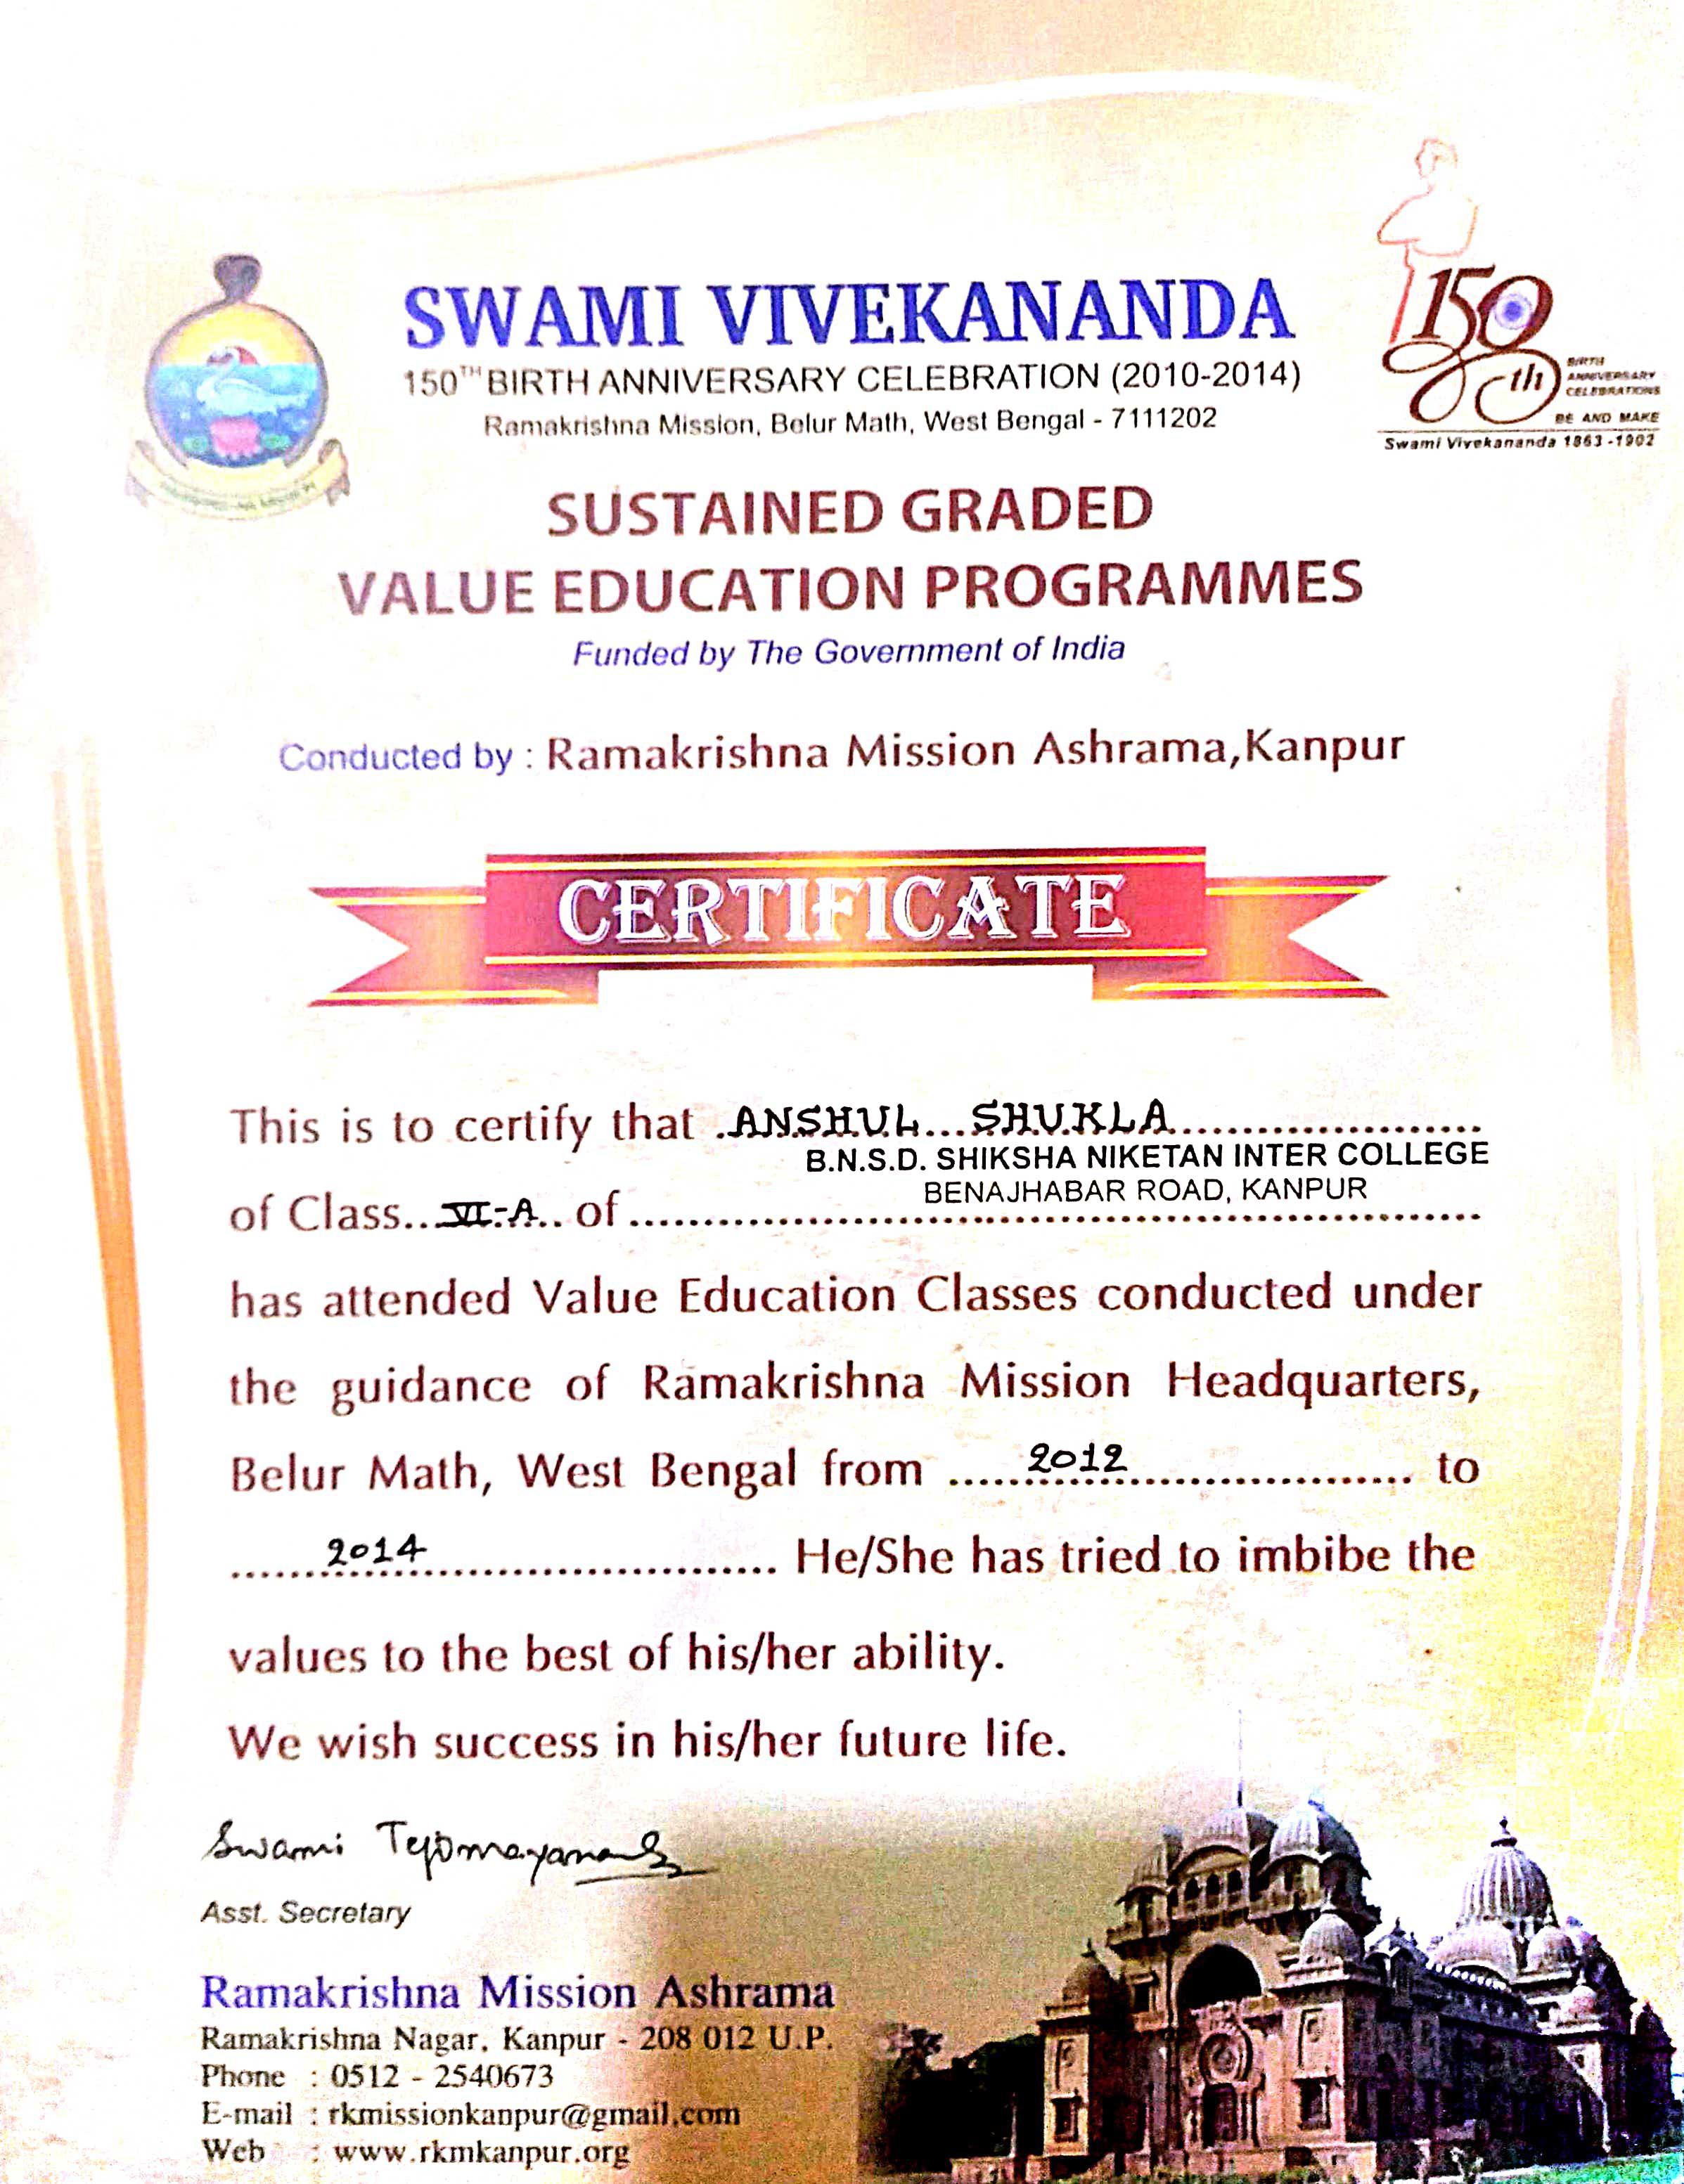 SWAMI VIVEKANANDA
150TH BIRTH ANNIVERSARY CELEBRATION (2010-2014)
Ramakrishna Mission, Belur Math, West Bengal - 7111202
150th
BIRTH
ANNIVERSARY
CELEBRATIONS
BE AND MAKE
Swami Vivekananda 1863-1902
SUSTAINED GRADED
VALUE EDUCATION PROGRAMMES
Funded by The Government of India
Conducted by : Ramakrishna Mission Ashrama,Kanpur
CERTIFICATE
This is to certify that ANSHUL SHUKLA
B.N.S.D. SHIKSHA NIKETAN INTER COLLEGE
BENAJHABAR ROAD, KANPUR
of Class...VI-A.. of
has attended Value Education Classes conducted under
the guidance of Ramakrishna Mission Headquarters,
Belur Math, West Bengal from ..... 2012 ..... to
..... 2014 ..... He/She has tried to imbibe the
values to the best of his/her ability.
We wish success in his/her future life.
Swami Tejomayananda
Asst. Secretary
Ramakrishna Mission Ashrama
Ramakrishna Nagar, Kanpur - 208 012 U.P.
Phone : 0512 - 2540673
E-mail : rkmissionkanpur@gmail.com
Web : www.rkmkanpur.org